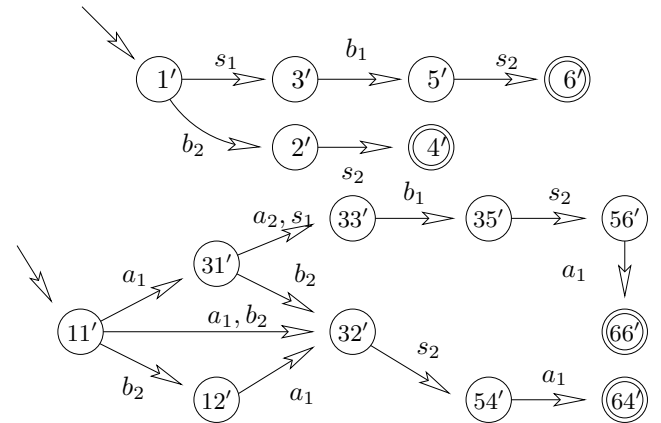 s₁ b₁ s₂
1′ 3′ 5′ 6′
b₂ 2′ 4′
s₂
a₂, s₁ 33′ b₁ 35′ s₂ 56′
a₁ 31′ b₂ a₁
11′ a₁, b₂ 32′ 66′
b₂ s₂
12′ a₁ 54′ a₁ 64′